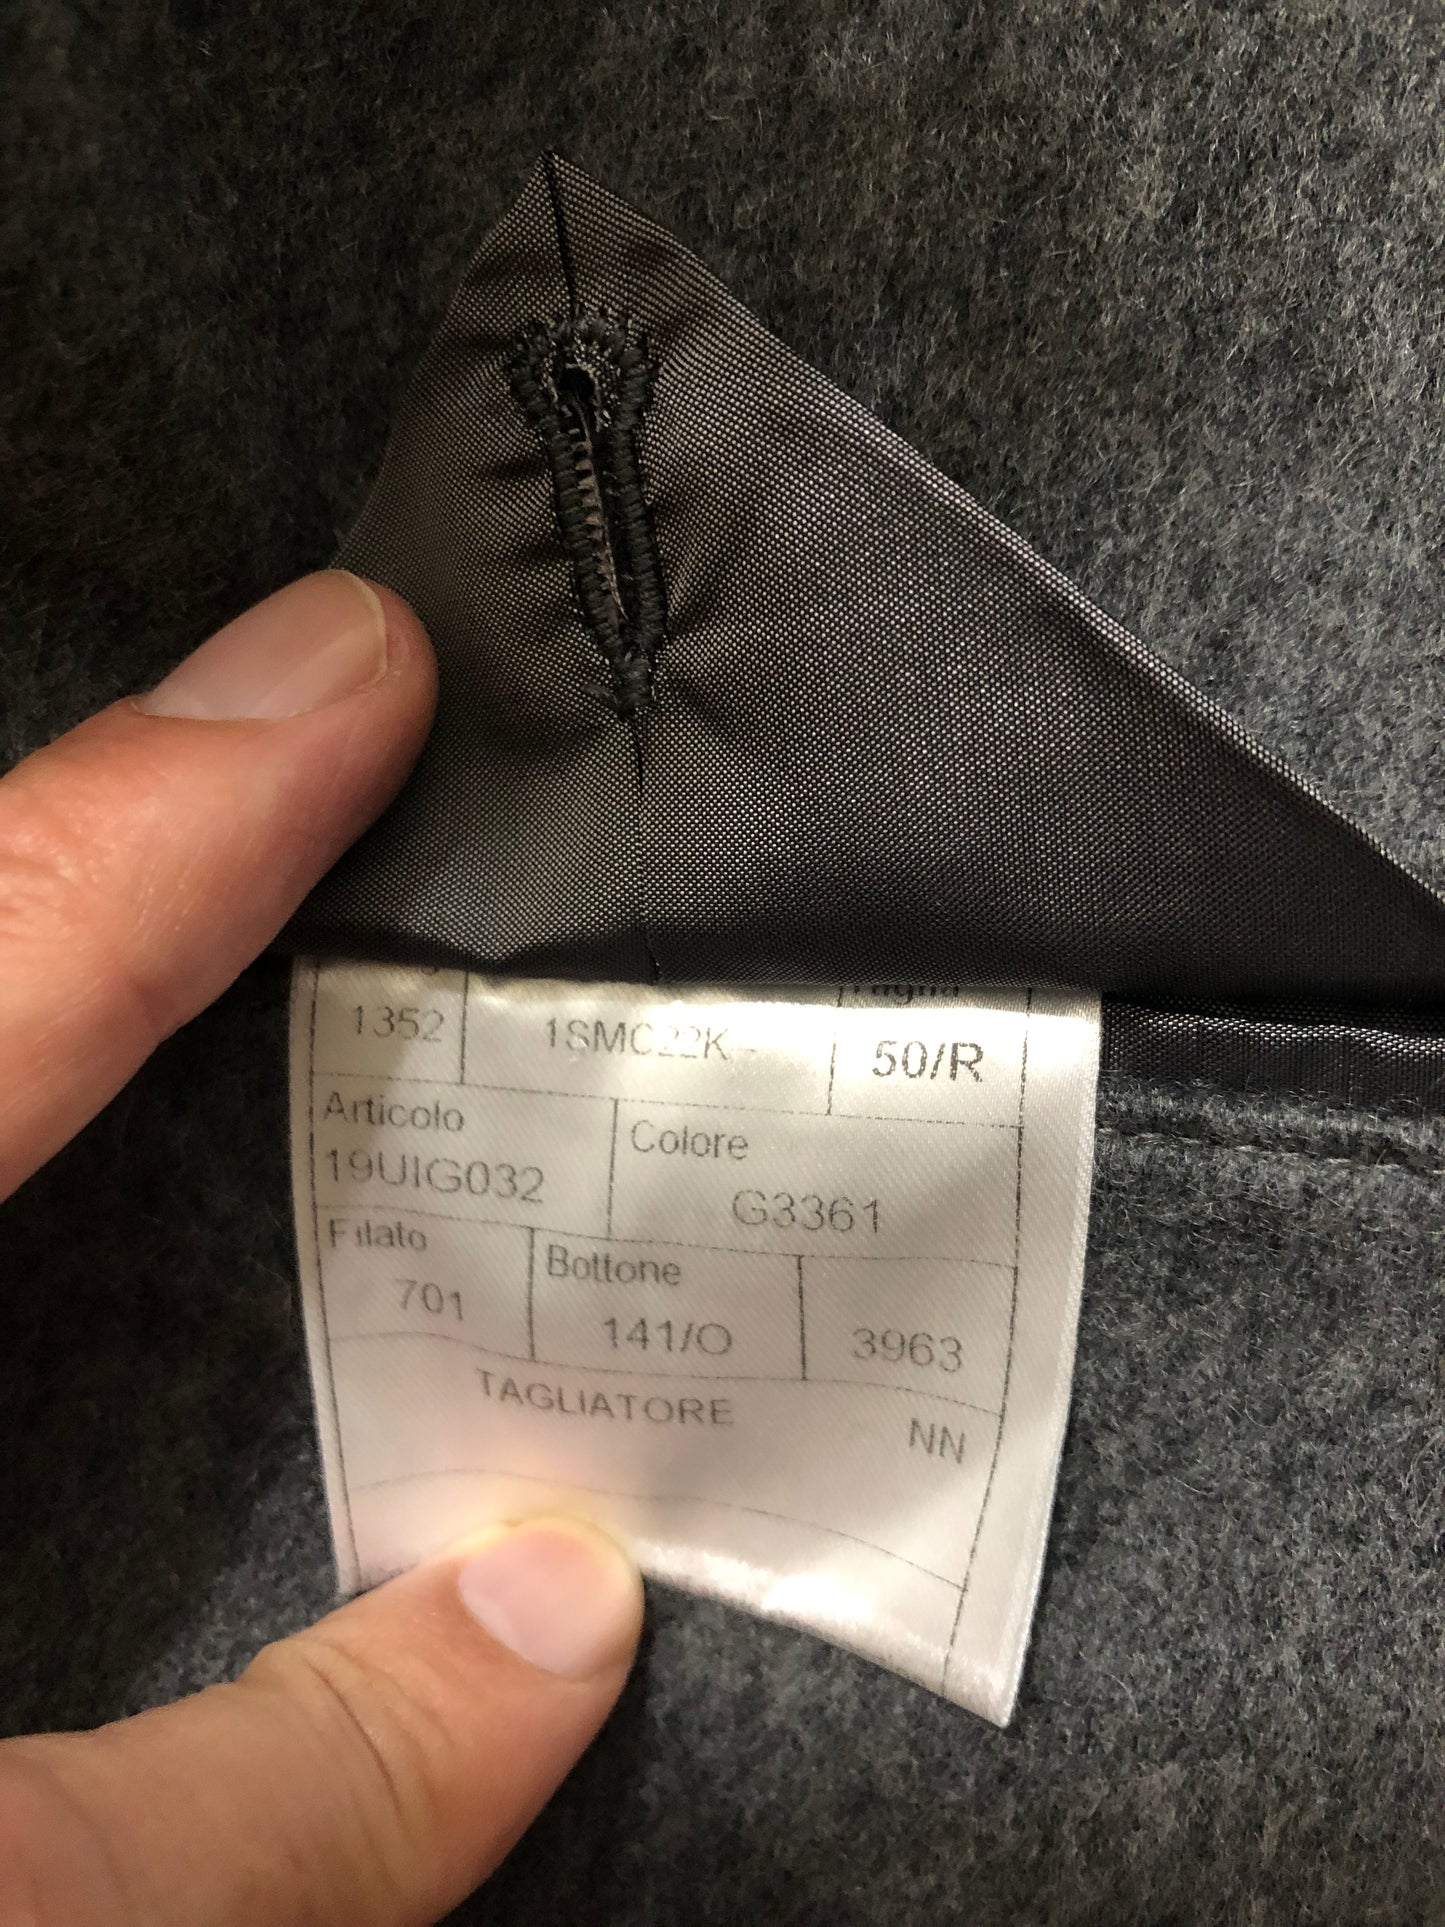 1352 1SMC22K - 50/R
Articolo Colore
19UIG032 G3361
Filato Bottone
701 141/O 3963
TAGLIATORE NN